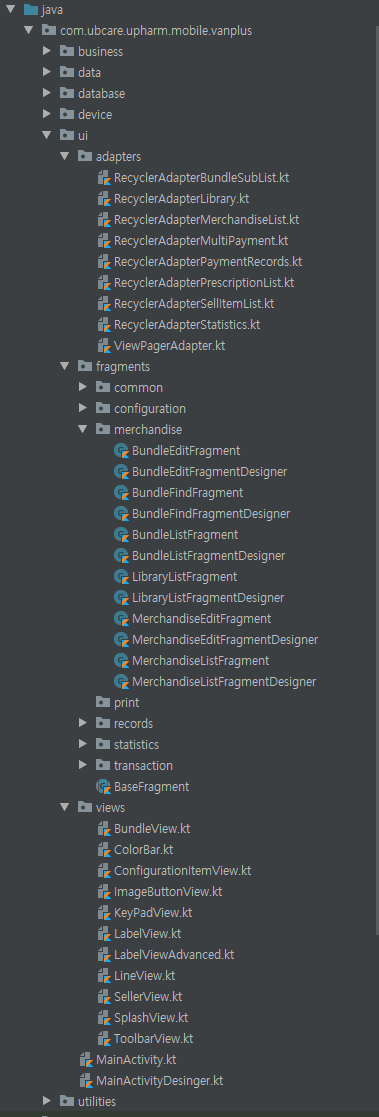 java
com.ubcare.upharm.mobile.vanplus
business
data
database
device
ui
adapters
RecyclerAdapterBundleSubList.kt
RecyclerAdapterLibrary.kt
RecyclerAdapterMerchandiseList.kt
RecyclerAdapterMultiPayment.kt
RecyclerAdapterPaymentRecords.kt
RecyclerAdapterPrescriptionList.kt
RecyclerAdapterSellItemList.kt
RecyclerAdapterStatistics.kt
ViewPagerAdapter.kt
fragments
common
configuration
merchandise
BundleEditFragment
BundleEditFragmentDesigner
BundleFindFragment
BundleFindFragmentDesigner
BundleListFragment
BundleListFragmentDesigner
LibraryListFragment
LibraryListFragmentDesigner
MerchandiseEditFragment
MerchandiseEditFragmentDesigner
MerchandiseListFragment
MerchandiseListFragmentDesigner
print
records
statistics
transaction
BaseFragment
views
BundleView.kt
ColorBar.kt
ConfigurationItemView.kt
ImageButtonView.kt
KeyPadView.kt
LabelView.kt
LabelViewAdvanced.kt
LineView.kt
SellerView.kt
SplashView.kt
ToolbarView.kt
MainActivity.kt
MainActivityDesinger.kt
utilities